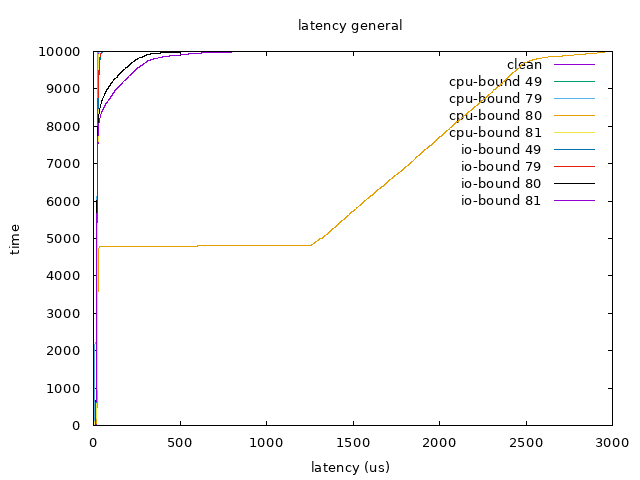 latency general
10000
9000
8000
7000
6000
5000
4000
3000
2000
1000
0
time
0 500 1000 1500 2000 2500 3000
latency (us)
clean
cpu-bound 49
cpu-bound 79
cpu-bound 80
cpu-bound 81
io-bound 49
io-bound 79
io-bound 80
io-bound 81